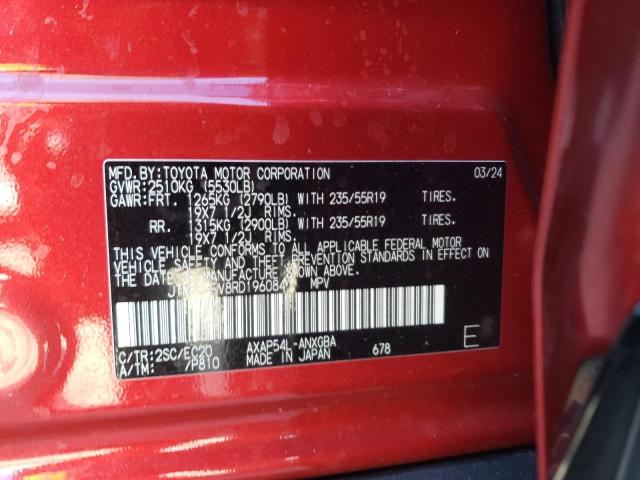 MFD.BY:TOYOTA MOTOR CORPORATION 03/24
GVWR:2510KG (5530LB)
GAWR:FRT. 1265KG (2790LB) WITH 235/55R19 TIRES.
19X7 1/2J RIMS.
RR. 1315KG (2900LB) WITH 235/55R19 TIRES.
19X7 1/2J RIMS.
THIS VEHICLE CONFORMS TO ALL APPLICABLE FEDERAL MOTOR
VEHICLE SAFETY AND THEFT PREVENTION STANDARDS IN EFFECT ON
THE DATE OF MANUFACTURE SHOWN ABOVE.
MPV
C/TR:2SC/EC20 AXAP54L-ANXGBA
A/TM: /P810 MADE IN JAPAN 678 E